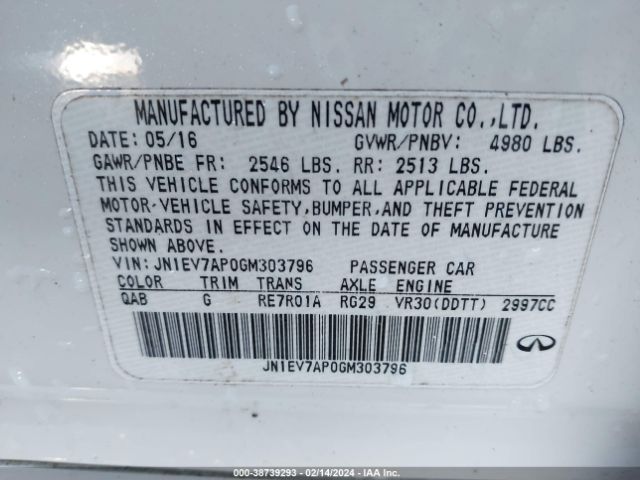 MANUFACTURED BY NISSAN MOTOR CO.,LTD.
DATE: 05/16 GVWR/PNBV: 4980 LBS.
GAWR/PNBE FR: 2546 LBS. RR: 2513 LBS.
THIS VEHICLE CONFORMS TO ALL APPLICABLE FEDERAL
MOTOR-VEHICLE SAFETY,BUMPER,AND THEFT PREVENTION
STANDARDS IN EFFECT ON THE DATE OF MANUFACTURE
SHOWN ABOVE.
VIN:JN1EV7AP0GM303796 PASSENGER CAR
COLOR TRIM TRANS AXLE ENGINE
QAB G RE7R01A RG29 VR30(DDTT) 2997CC
JN1EV7AP0GM303796
000-38739293 - 02/14/2024 - IAA Inc.